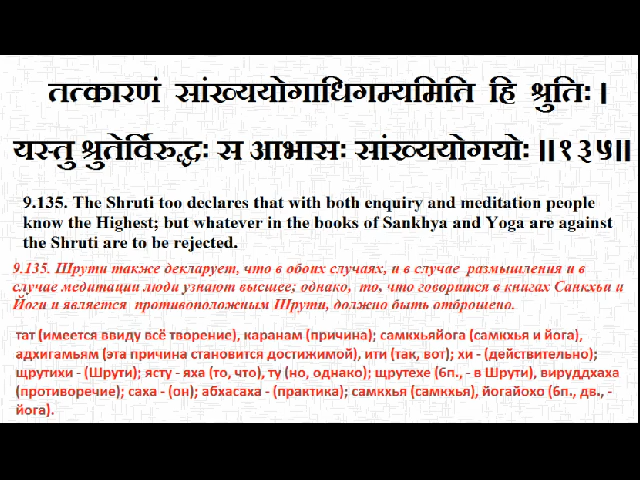 तत्कारणं सांख्ययोगाधिगम्यमिति हि श्रुतिः ।
यस्तु श्रुतेर्विरुद्धः स आभासः सांख्ययोगयोः ॥१३५॥
9.135. The Shruti too declares that with both enquiry and meditation people
know the Highest; but whatever in the books of Sankhya and Yoga are against
the Shruti are to be rejected.
9.135. Шрути также декларует, что в обоих случаях, и в случае размышления и в
случае медитации люди узнают высшее; однако, то, что говорится в книгах Санкхьи и
Йоги и является противоположным Шрути, должно быть отброшено.
тат (имеется ввиду всё творение), каранам (причина); самкхьяйога (самкхья и йога),
адхигамьям (эта причина становится достижимой), ити (так, вот); хи - (действительно);
щрутихи - (Шрути); ясту - яха (то, что), ту (но, однако); щрутехе (6п., - в Шрути), вируддхаха
(противоречие); саха - (он); абхасаха - (практика); самкхья (самкхья), йогайохо (6п., дв., -
йога).